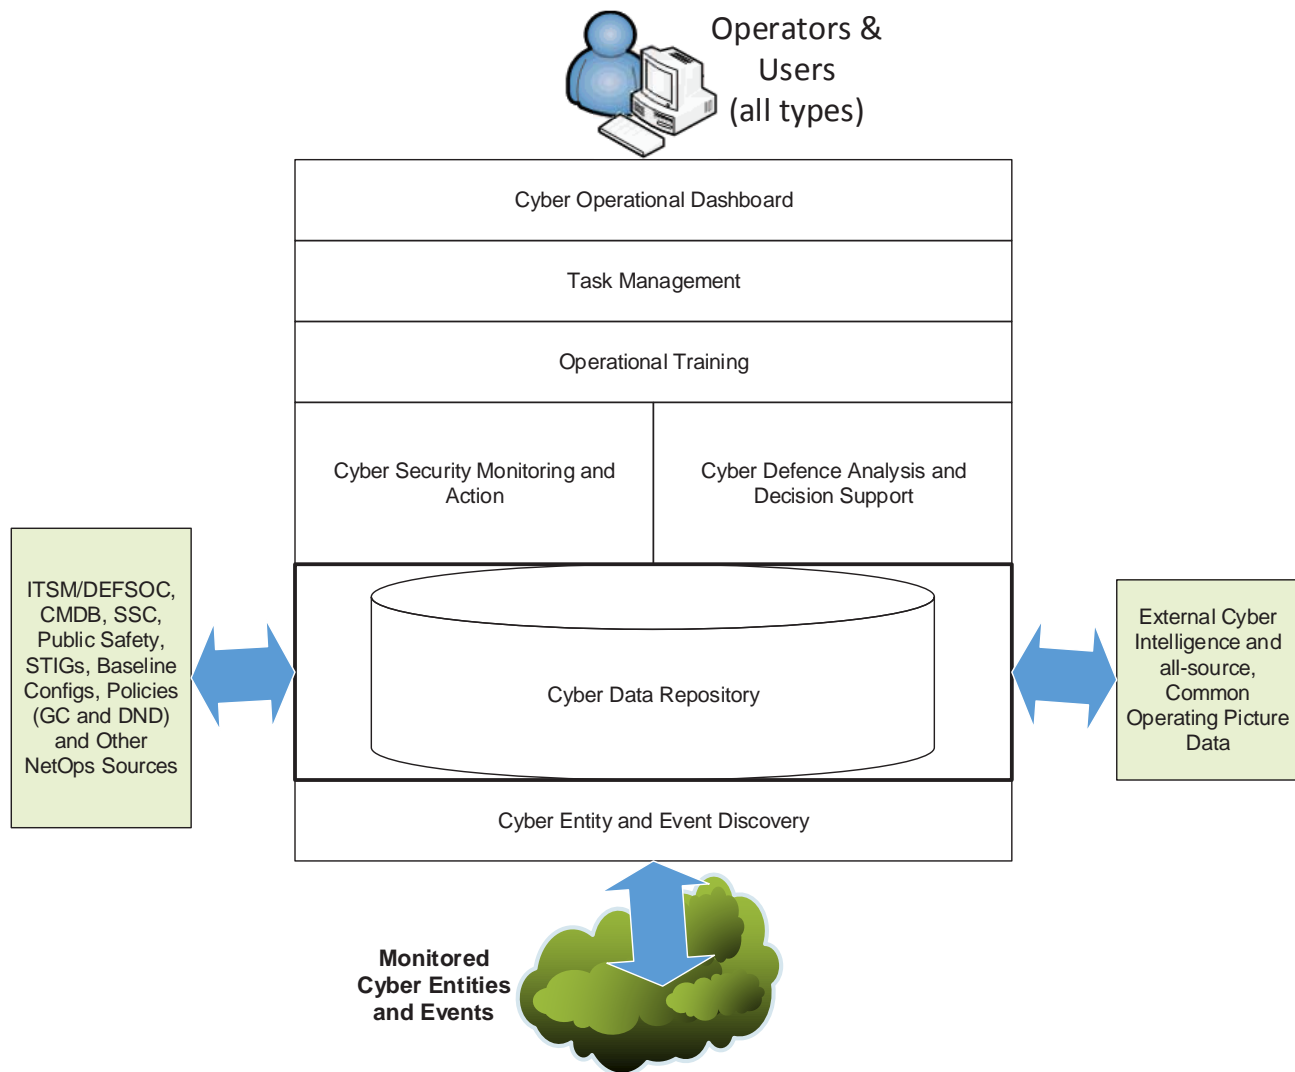 Operators &
Users
(all types)
Cyber Operational Dashboard
Task Management
Operational Training
Cyber Security Monitoring and
Action
Cyber Defence Analysis and
Decision Support
ITSM/DEFSOC,
CMDB, SSC,
Public Safety,
STIGs, Baseline
Configs, Policies
(GC and DND)
and Other
NetOps Sources
Cyber Data Repository
External Cyber
Intelligence and
all-source,
Common
Operating Picture
Data
Cyber Entity and Event Discovery
Monitored
Cyber Entities
and Events